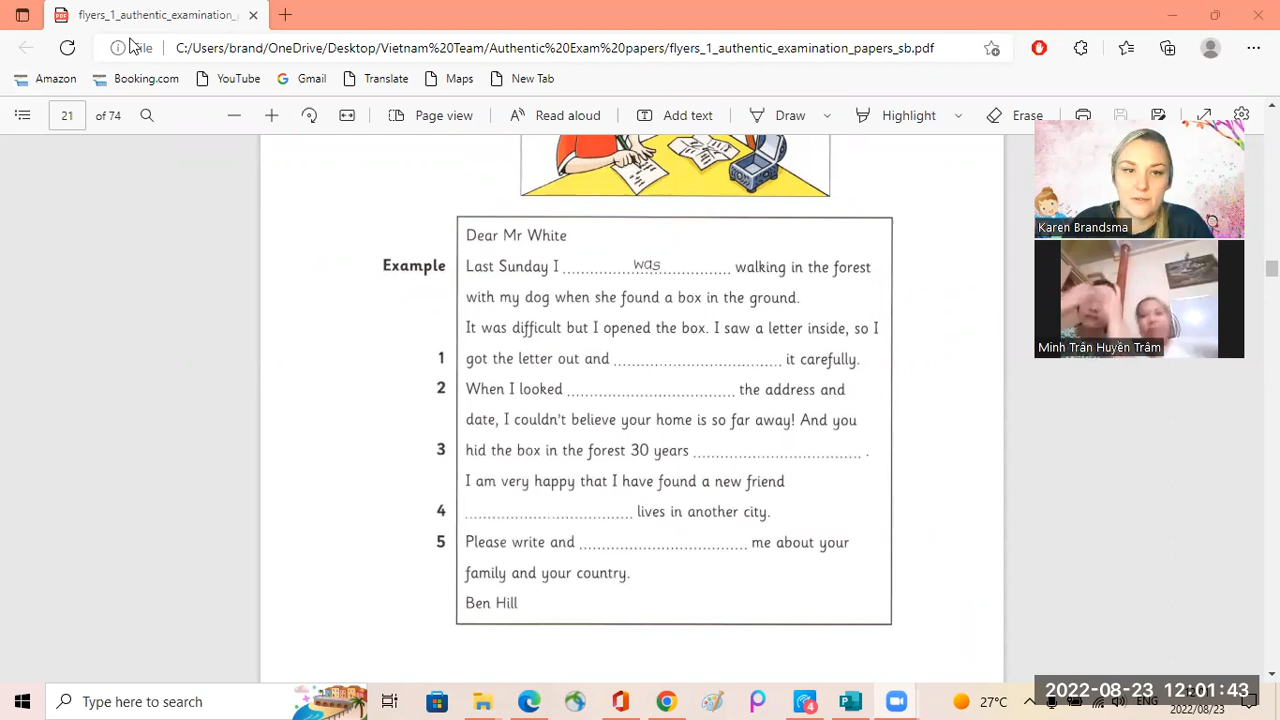 flyers_1_authentic_examination_
File
C:/Users/brand/OneDrive/Desktop/Vietnam%20Team/Authentic%20Exam%20papers/flyers_1_authentic_examination_papers_sb.pdf
Amazon
Booking.com
YouTube
Gmail
Translate
Maps
New Tab
21
of 74
Page view
Read aloud
Add text
Draw
Highlight
Erase
Karen Brandsma
Minh Trân Huyền Trâm
Dear Mr White
Example Last Sunday I ........ was ........ walking in the forest
with my dog when she found a box in the ground.
It was difficult but I opened the box. I saw a letter inside, so I
1 got the letter out and ........................ it carefully.
2 When I looked ........................ the address and
date, I couldn't believe your home is so far away! And you
3 hid the box in the forest 30 years ........................ .
I am very happy that I have found a new friend
4 ........................ lives in another city.
5 Please write and ........................ me about your
family and your country.
Ben Hill
Type here to search
4
27°C
ENG
2022-08-23 12:01:43
2022/08/23